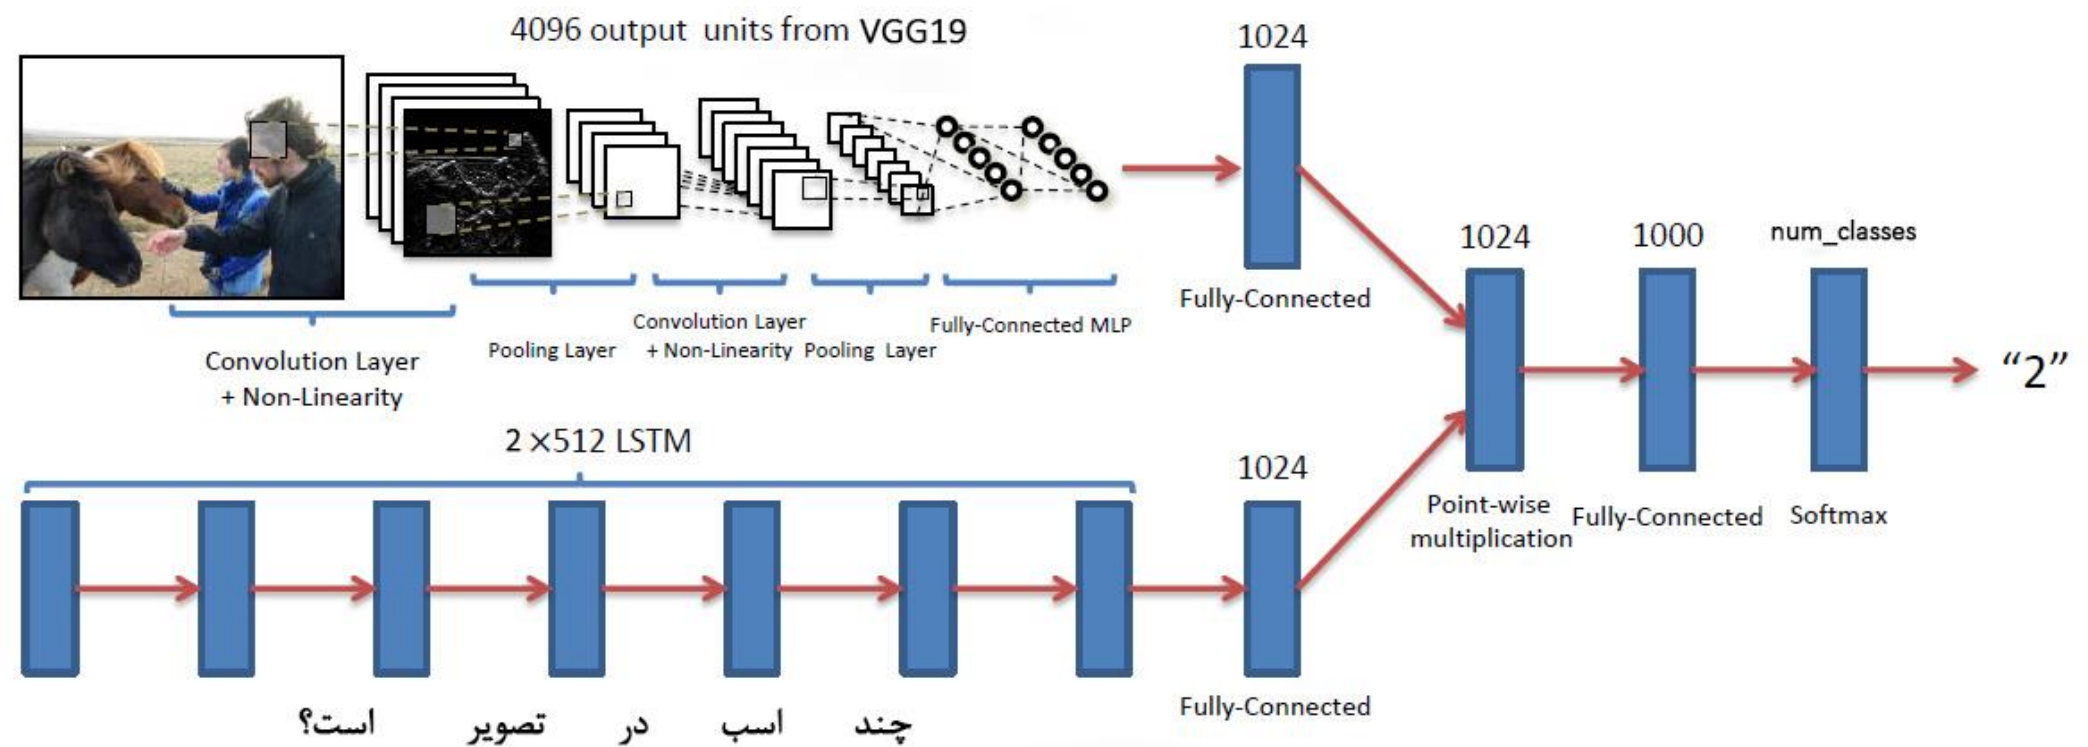 4096 output units from VGG19
1024
Fully-Connected
Convolution Layer
+ Non-Linearity
Pooling Layer
Convolution Layer
+ Non-Linearity
Pooling Layer
Fully-Connected MLP
2 ×512 LSTM
چند اسب در تصویر است؟
1024
Fully-Connected
1024
Point-wise
multiplication
1000
Fully-Connected
num_classes
Softmax
“2”